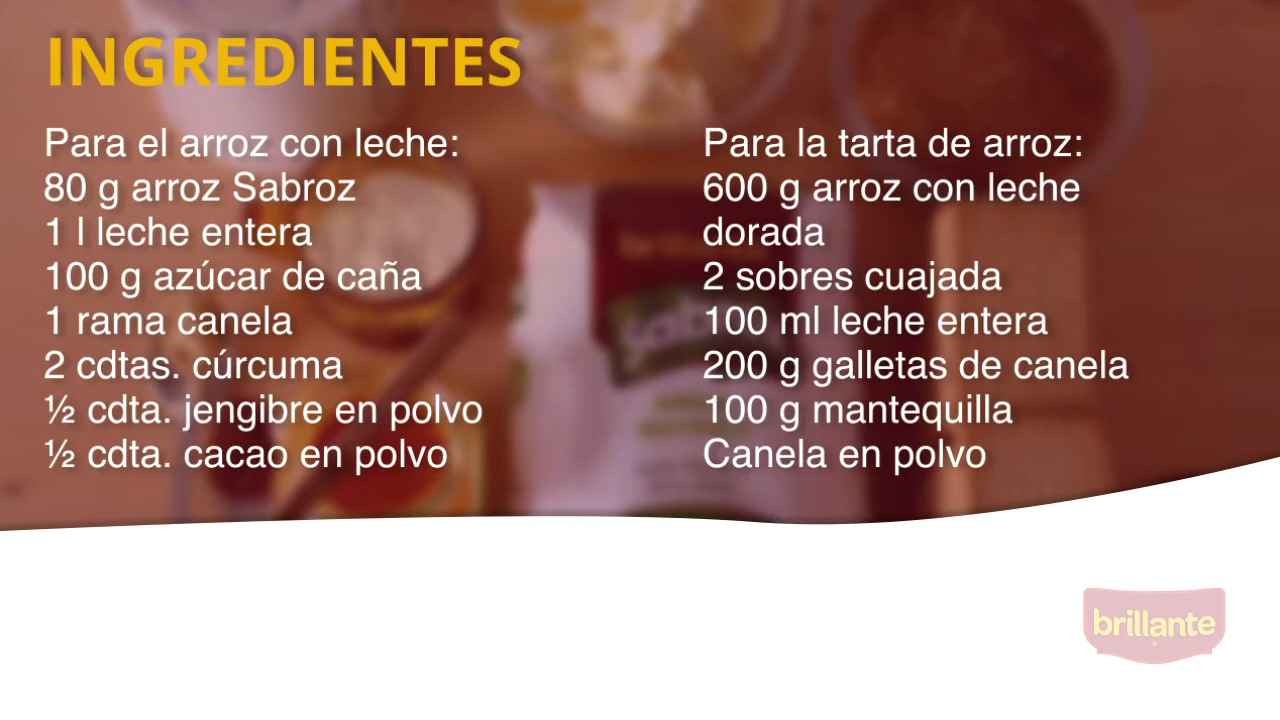 INGREDIENTES
Para el arroz con leche:
80 g arroz Sabroz
1 l leche entera
100 g azúcar de caña
1 rama canela
2 cdtas. cúrcuma
½ cdta. jengibre en polvo
½ cdta. cacao en polvo
Para la tarta de arroz:
600 g arroz con leche
dorada
2 sobres cuajada
100 ml leche entera
200 g galletas de canela
100 g mantequilla
Canela en polvo
brillante